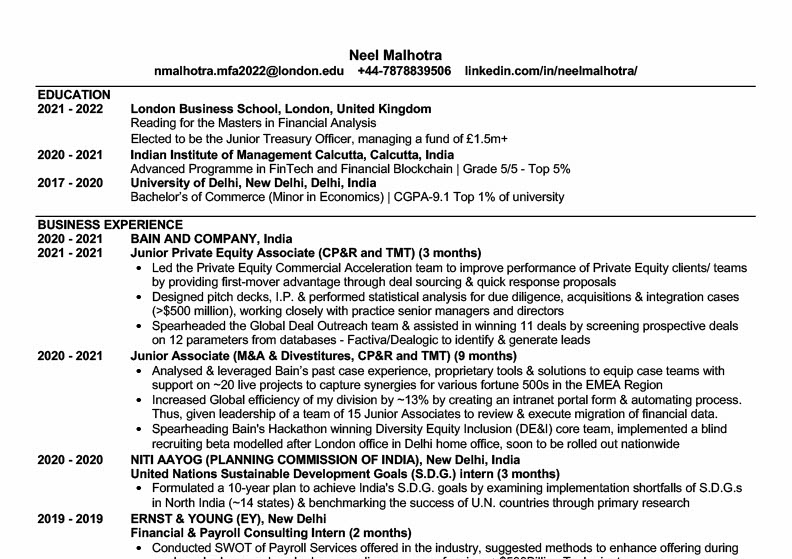 Neel Malhotra
nmalhotra.mfa2022@london.edu +44-7878839506 linkedin.com/in/neelmalhotra/
EDUCATION
2021 - 2022 London Business School, London, United Kingdom
Reading for the Masters in Financial Analysis
Elected to be the Junior Treasury Officer, managing a fund of £1.5m+
2020 - 2021 Indian Institute of Management Calcutta, Calcutta, India
Advanced Programme in FinTech and Financial Blockchain | Grade 5/5 - Top 5%
2017 - 2020 University of Delhi, New Delhi, Delhi, India
Bachelor's of Commerce (Minor in Economics) | CGPA-9.1 Top 1% of university
BUSINESS EXPERIENCE
2020 - 2021 BAIN AND COMPANY, India
2021 - 2021 Junior Private Equity Associate (CP&R and TMT) (3 months)
• Led the Private Equity Commercial Acceleration team to improve performance of Private Equity clients/ teams
by providing first-mover advantage through deal sourcing & quick response proposals
• Designed pitch decks, I.P. & performed statistical analysis for due diligence, acquisitions & integration cases
(>$500 million), working closely with practice senior managers and directors
• Spearheaded the Global Deal Outreach team & assisted in winning 11 deals by screening prospective deals
on 12 parameters from databases - Factiva/Dealogic to identify & generate leads
2020 - 2021 Junior Associate (M&A & Divestitures, CP&R and TMT) (9 months)
• Analysed & leveraged Bain's past case experience, proprietary tools & solutions to equip case teams with
support on ~20 live projects to capture synergies for various fortune 500s in the EMEA Region
• Increased Global efficiency of my division by ~13% by creating an intranet portal form & automating process.
Thus, given leadership of a team of 15 Junior Associates to review & execute migration of financial data.
• Spearheading Bain's Hackathon winning Diversity Equity Inclusion (DE&I) core team, implemented a blind
recruiting beta modelled after London office in Delhi home office, soon to be rolled out nationwide
2020 - 2020 NITI AAYOG (PLANNING COMMISSION OF INDIA), New Delhi, India
United Nations Sustainable Development Goals (S.D.G.) intern (3 months)
• Formulated a 10-year plan to achieve India's S.D.G. goals by examining implementation shortfalls of S.D.G.s
in North India (~14 states) & benchmarking the success of U.N. countries through primary research
2019 - 2019 ERNST & YOUNG (EY), New Delhi
Financial & Payroll Consulting Intern (2 months)
• Conducted SWOT of Payroll Services offered in the industry, suggested methods to enhance offering during